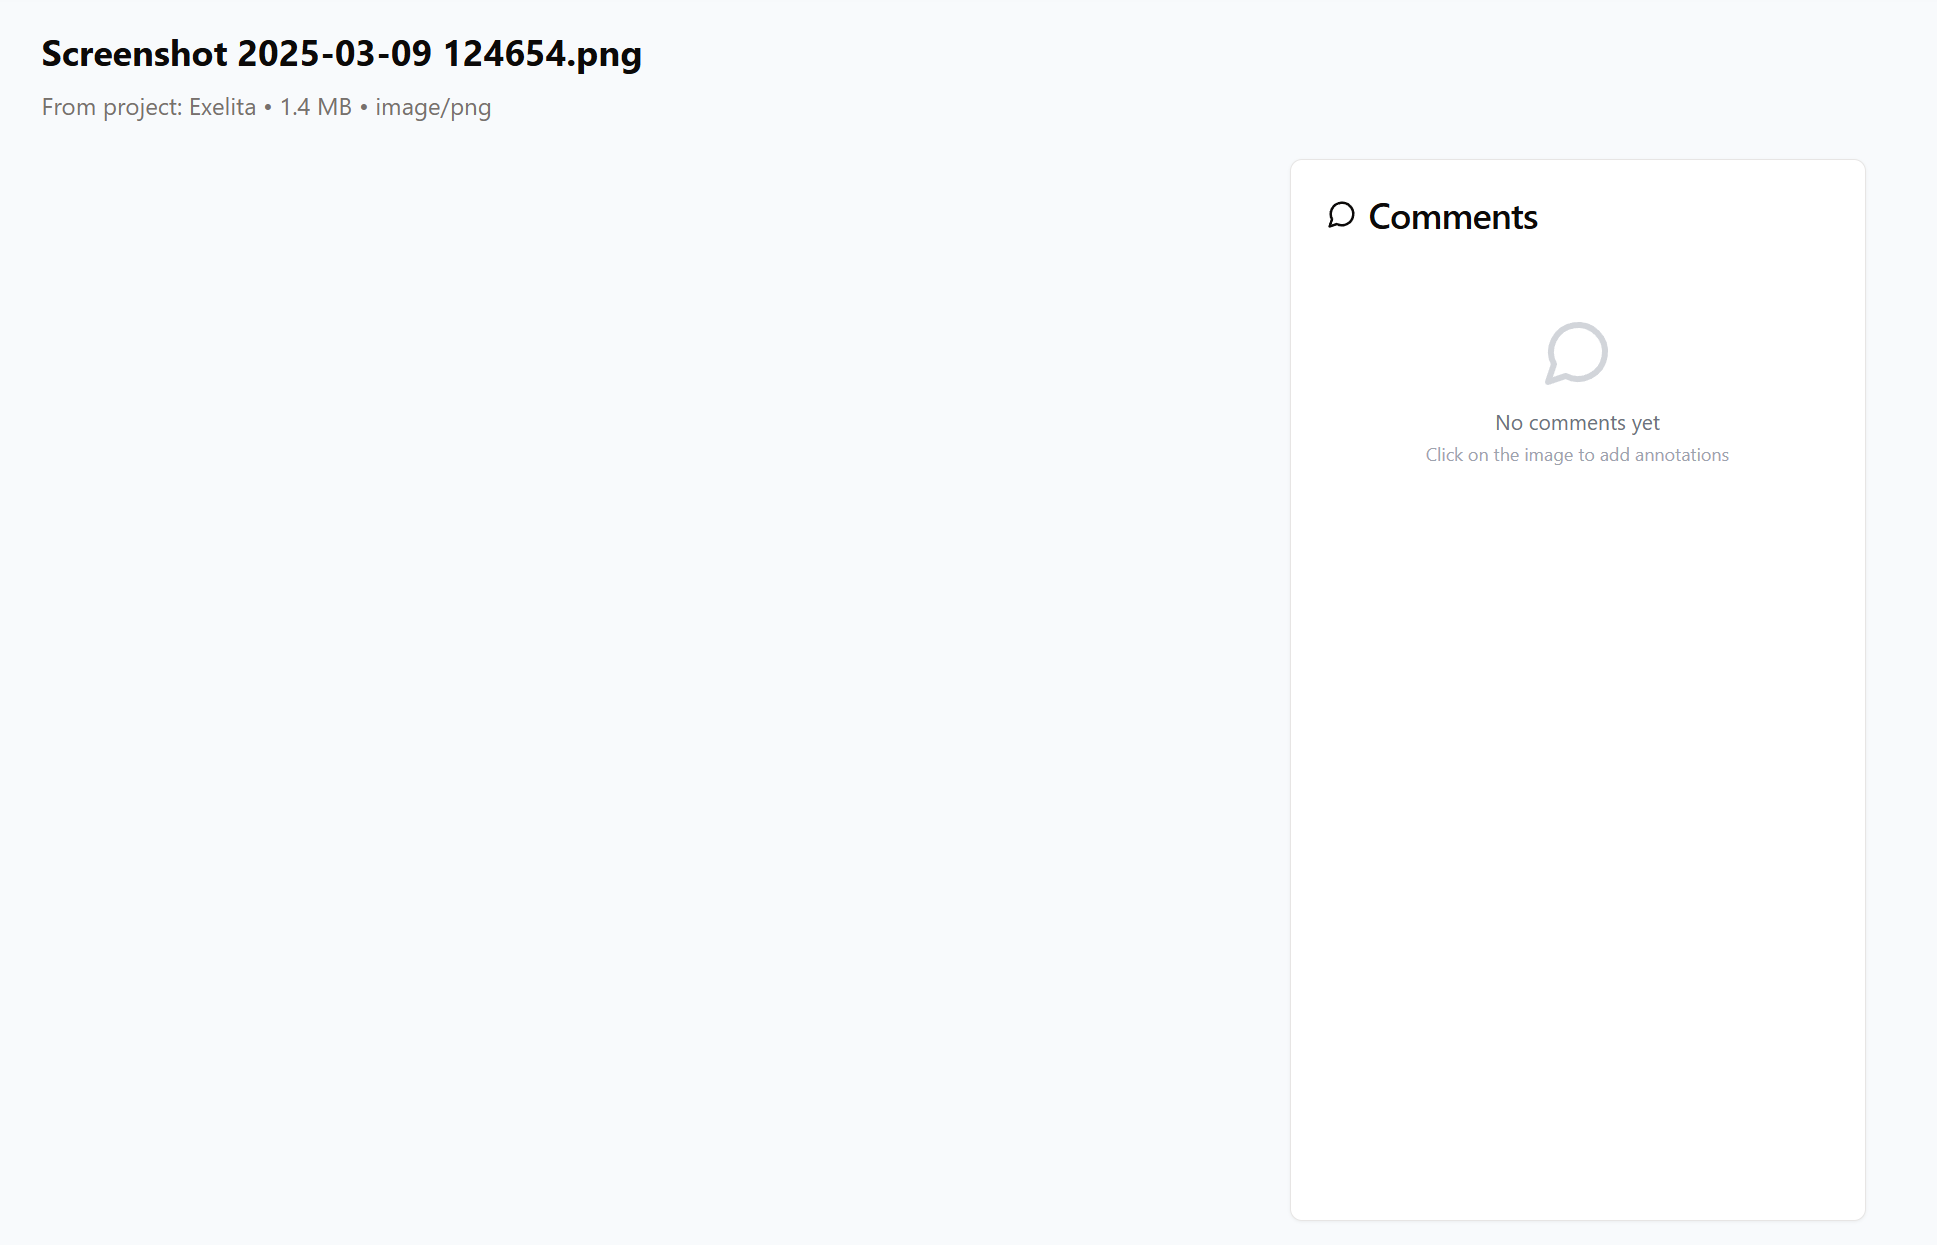 Screenshot 2025-03-09 124654.png
From project: Exelita • 1.4 MB • image/png
Comments
No comments yet
Click on the image to add annotations